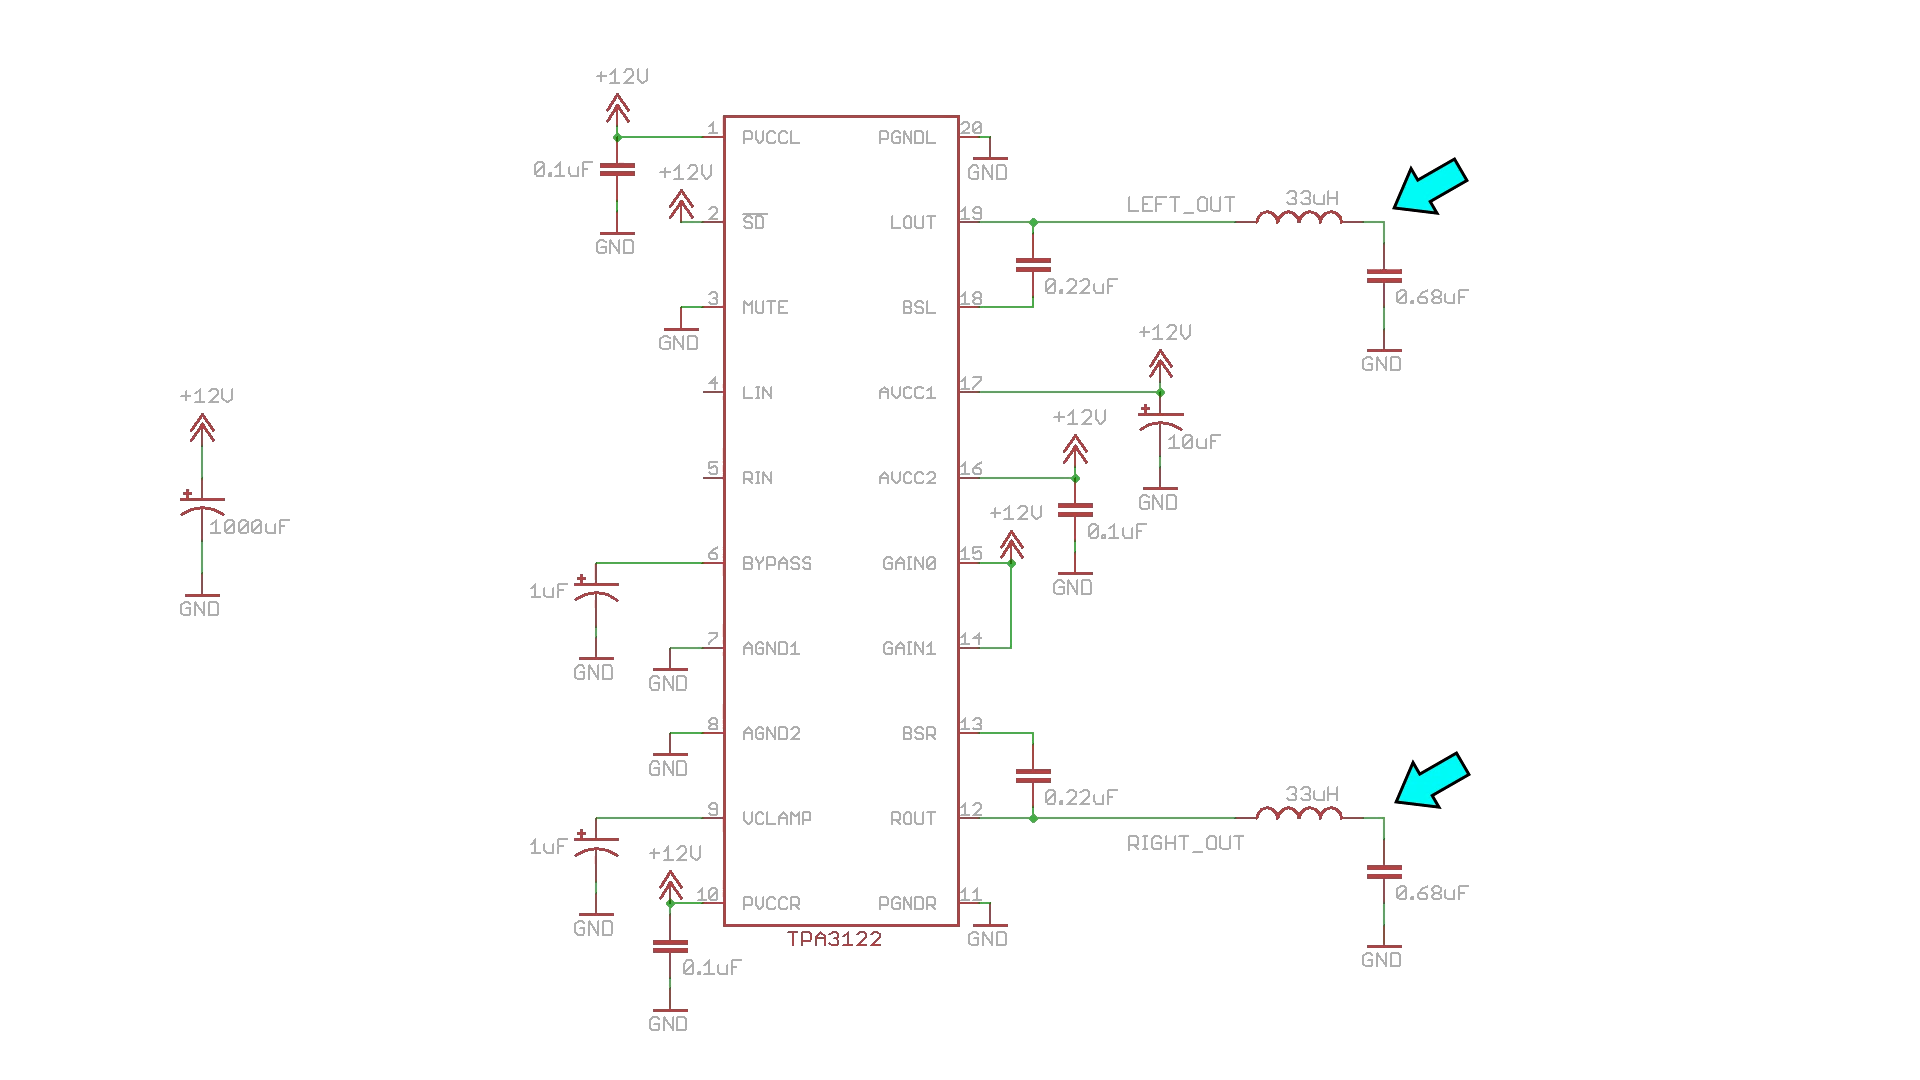 +12V
1 PVCCL PGNDL 20
0.1uF
+12V
GND
2 SD LOUT 19
LEFT_OUT
33uH
GND
0.22uF
0.68uF
3 MUTE BSL 18
GND
+12V
GND
4 LIN AVCC1 17
+12V
+12V
10uF
5 RIN AVCC2 16
GND
+12V
0.1uF
1000uF
6 BYPASS GAIN0 15
1uF
GND
GND
7 AGND1 GAIN1 14
GND
GND
8 AGND2 BSR 13
GND
0.22uF
33uH
9 VCLAMP ROUT 12
RIGHT_OUT
1uF
+12V
0.68uF
10 PVCCR PGNDR 11
GND
TPA3122
GND
GND
0.1uF
GND